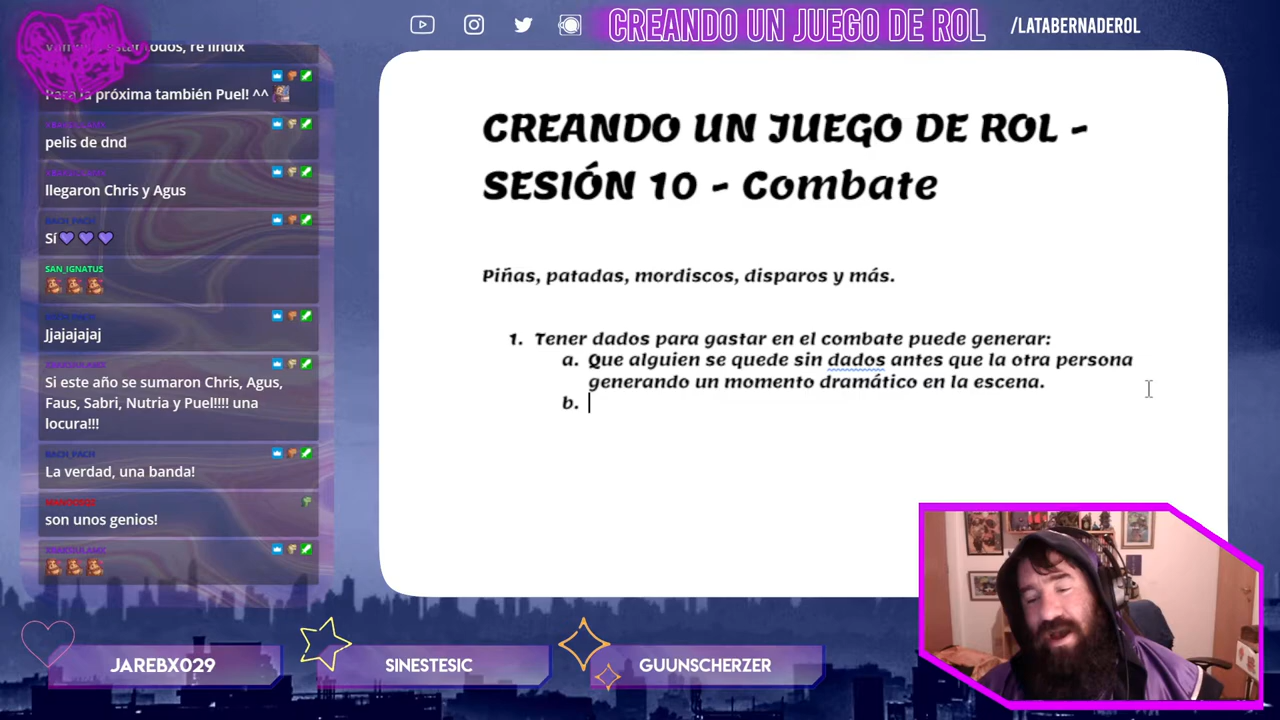 CREANDO UN JUEGO DE ROL
/LATABERNADEROL
Para la próxima también Puel! ^^
pelis de dnd
llegaron Chris y Agus
BACH_PACH
Sí
SAN_IGNATUS
Jjajajajaj
Si este año se sumaron Chris, Agus,
Faus, Sabri, Nutria y Puel!!!! una
locura!!!
BACH_PACH
La verdad, una banda!
son unos genios!
CREANDO UN JUEGO DE ROL -
SESIÓN 10 - Combate
Piñas, patadas, mordiscos, disparos y más.
1. Tener dados para gastar en el combate puede generar:
a. Que alguien se quede sin dados antes que la otra persona
generando un momento dramático en la escena.
b.
JAREBX029
SINESTESIC
GUUNSCHERZER